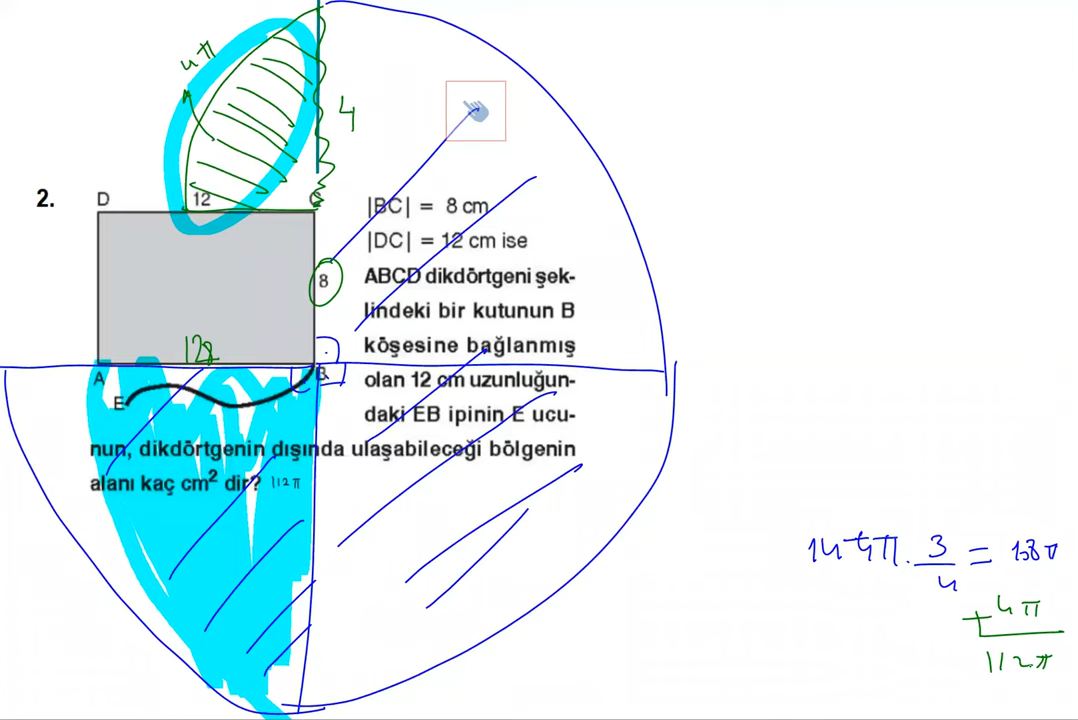 4π
4
2.
D
12
C
|BC| = 8 cm
|DC| = 12 cm ise
8
ABCD dikdörtgeni şek-
lindeki bir kutunun B
köşesine bağlanmış
12
A
B
olan 12 cm uzunluğun-
E
daki EB ipinin E ucu-
nun, dikdörtgenin dışında ulaşabileceği bölgenin
alanı kaç cm² dir? 112π
144π · 3/4 = 108π
+ 4π
112π